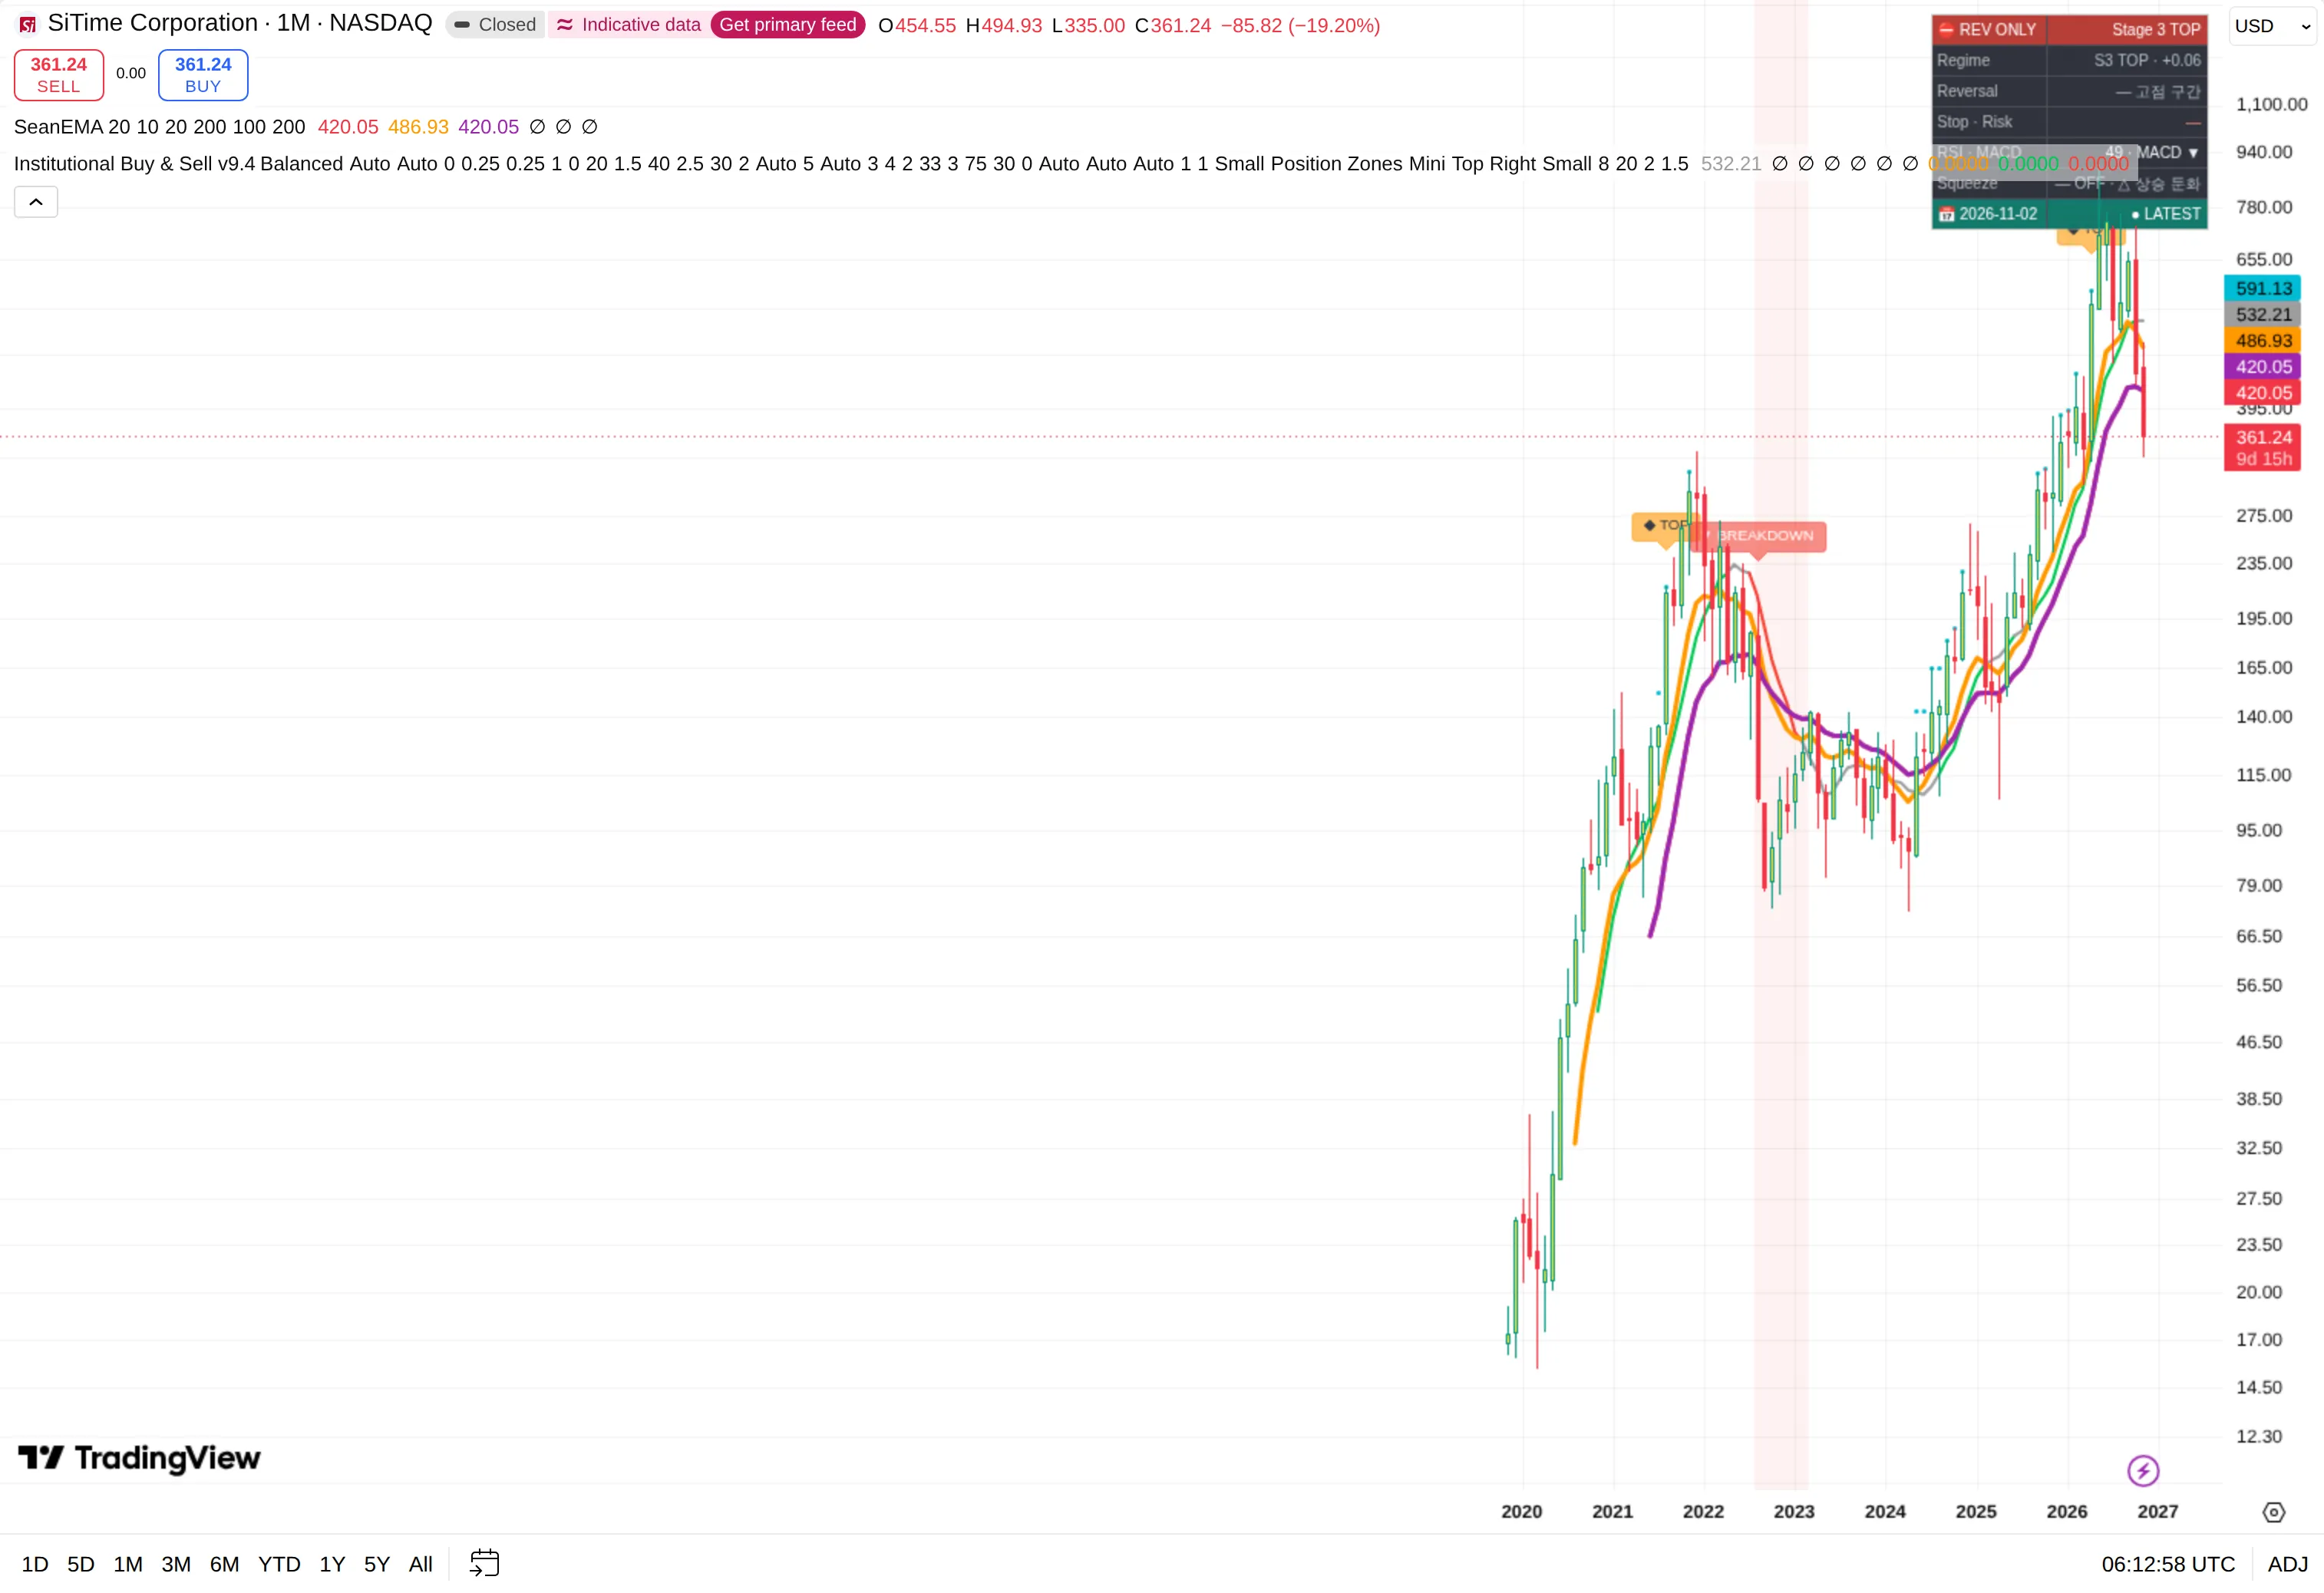 SiTime Corporation · 1M · NASDAQ Closed Indicative data Get primary feed O454.55 H494.93 L335.00 C361.24 −85.82 (−19.20%)
361.24 SELL 0.00 361.24 BUY
SeanEMA 20 10 20 200 100 200 420.05 486.93 420.05 ∅ ∅ ∅
Institutional Buy & Sell v9.4 Balanced Auto Auto 0 0.25 0.25 1 0 20 1.5 40 2.5 30 2 Auto 5 Auto 3 4 2 33 3 75 30 0 Auto Auto Auto 1 1 Small Position Zones Mini Top Right Small 8 20 2 1.5 532.21 ∅ ∅ ∅ ∅ ∅ ∅ 0.0000 0.0000 0.0000
REV ONLY Stage 3 TOP
Regime S3 TOP · +0.06
Reversal — 고점 구간
Stop · Risk —
RSI · MACD 49 · MACD ▼
Squeeze — OFF · △ 상승 둔화
2026-11-02 ● LATEST
USD
1,100.00
940.00
780.00
655.00
591.13
532.21
486.93
420.05
420.05
395.00
361.24
9d 15h
275.00
235.00
195.00
165.00
140.00
115.00
95.00
79.00
66.50
56.50
46.50
38.50
32.50
27.50
23.50
20.00
17.00
14.50
12.30
◆ TOP
BREAKDOWN
TradingView
2020 2021 2022 2023 2024 2025 2026 2027
1D 5D 1M 3M 6M YTD 1Y 5Y All
06:12:58 UTC ADJ